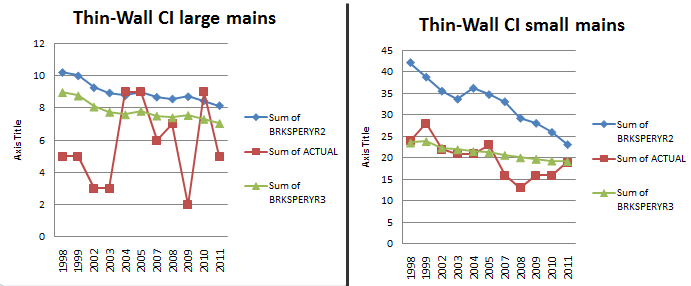 Thin-Wall CI large mains
12
10
8
6
4
2
0
Axis Title
1998
1999
2002
2003
2004
2005
2007
2008
2009
2010
2011
Sum of
BRKSPERYR2
Sum of ACTUAL
Sum of
BRKSPERYR3
Thin-Wall CI small mains
45
40
35
30
25
20
15
10
5
0
Axis Title
1998
1999
2002
2003
2004
2005
2007
2008
2009
2010
2011
Sum of
BRKSPERYR2
Sum of ACTUAL
Sum of
BRKSPERYR3